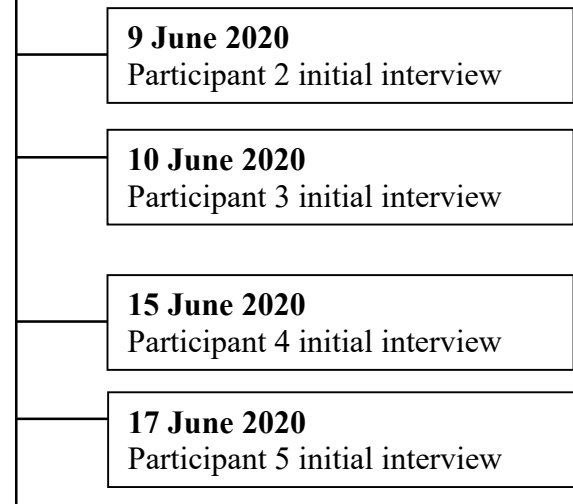 9 June 2020
Participant 2 initial interview
10 June 2020
Participant 3 initial interview
15 June 2020
Participant 4 initial interview
17 June 2020
Participant 5 initial interview